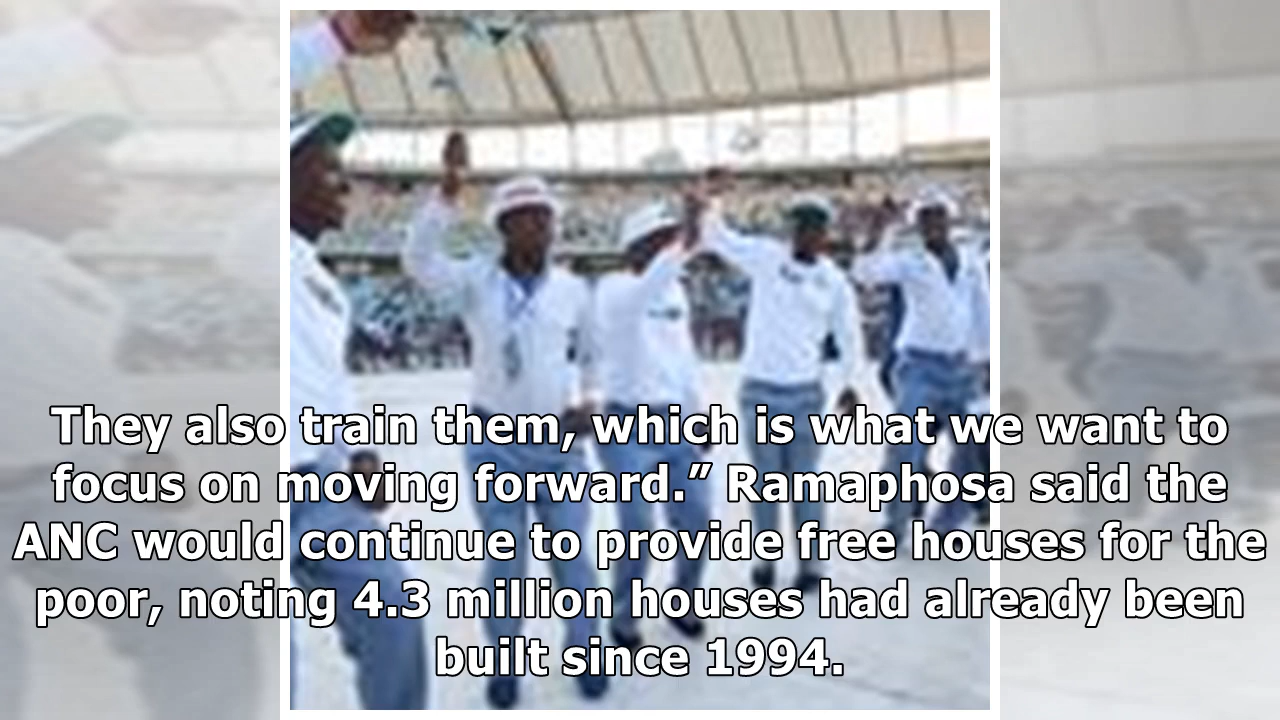 They also train them, which is what we want to
focus on moving forward.” Ramaphosa said the
ANC would continue to provide free houses for the
poor, noting 4.3 million houses had already been
built since 1994.